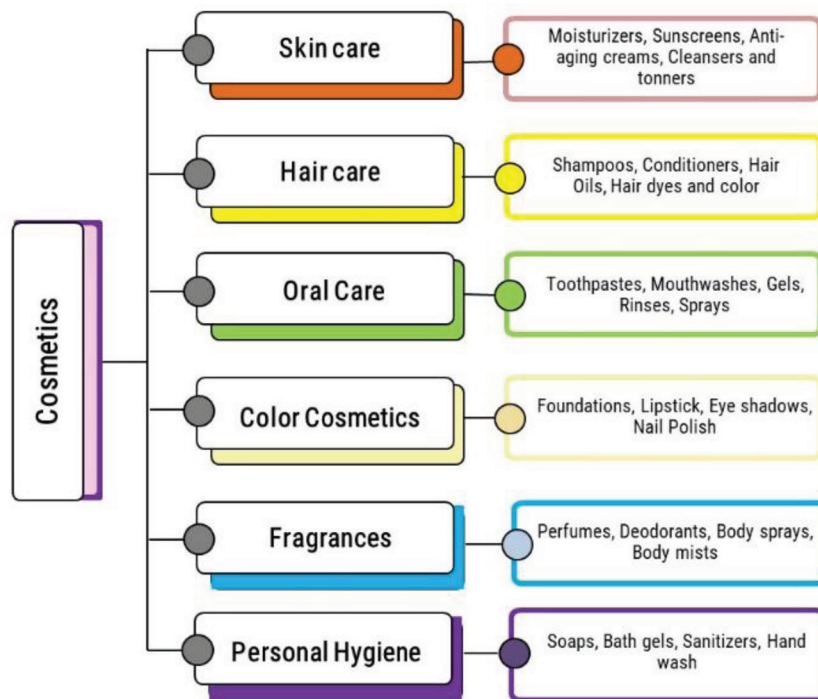 Cosmetics
Skin care
Moisturizers, Sunscreens, Anti-
aging creams, Cleansers and
tonners
Hair care
Shampoos, Conditioners, Hair
Oils, Hair dyes and color
Oral Care
Toothpastes, Mouthwashes, Gels,
Rinses, Sprays
Color Cosmetics
Foundations, Lipstick, Eye shadows,
Nail Polish
Fragrances
Perfumes, Deodorants, Body sprays,
Body mists
Personal Hygiene
Soaps, Bath gels, Sanitizers, Hand
wash